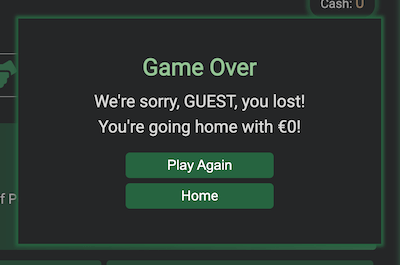 Cash: 0
Game Over
We're sorry, GUEST, you lost!
You're going home with €0!
Play Again
Home
f P